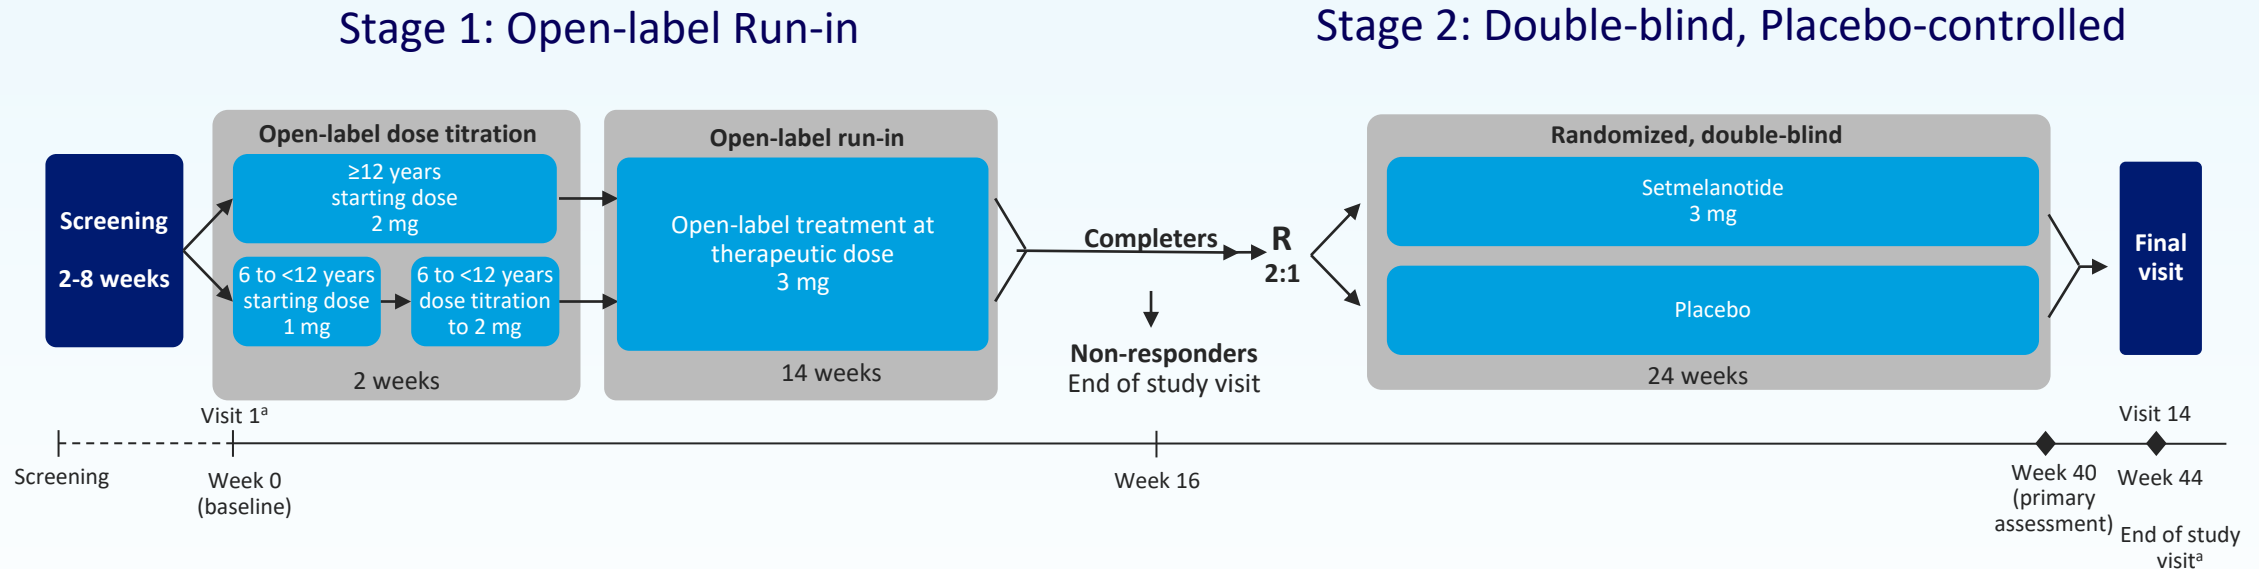 Stage 1: Open-label Run-in
Stage 2: Double-blind, Placebo-controlled
Screening
2-8 weeks
Open-label dose titration
≥12 years
starting dose
2 mg
6 to <12 years
starting dose
1 mg
6 to <12 years
dose titration
to 2 mg
2 weeks
Open-label run-in
Open-label treatment at
therapeutic dose
3 mg
14 weeks
Completers
R
2:1
Non-responders
End of study visit
Randomized, double-blind
Setmelanotide
3 mg
Placebo
24 weeks
Final
visit
Visit 1ᵃ
Visit 14
Screening
Week 0
(baseline)
Week 16
Week 40
(primary
assessment)
Week 44
End of study
visitᵃ